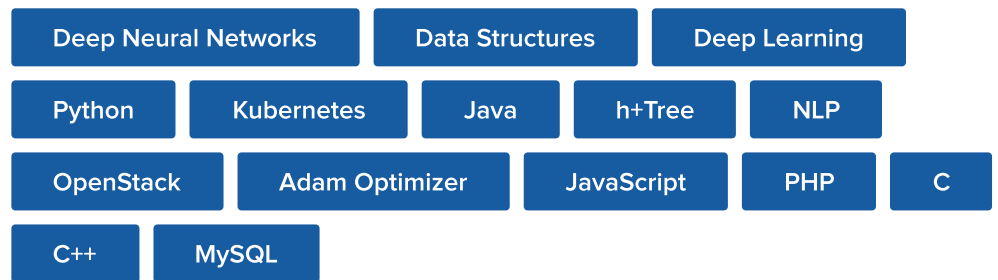 Deep Neural Networks Data Structures Deep Learning
Python Kubernetes Java h+Tree NLP
OpenStack Adam Optimizer JavaScript PHP C
C++ MySQL